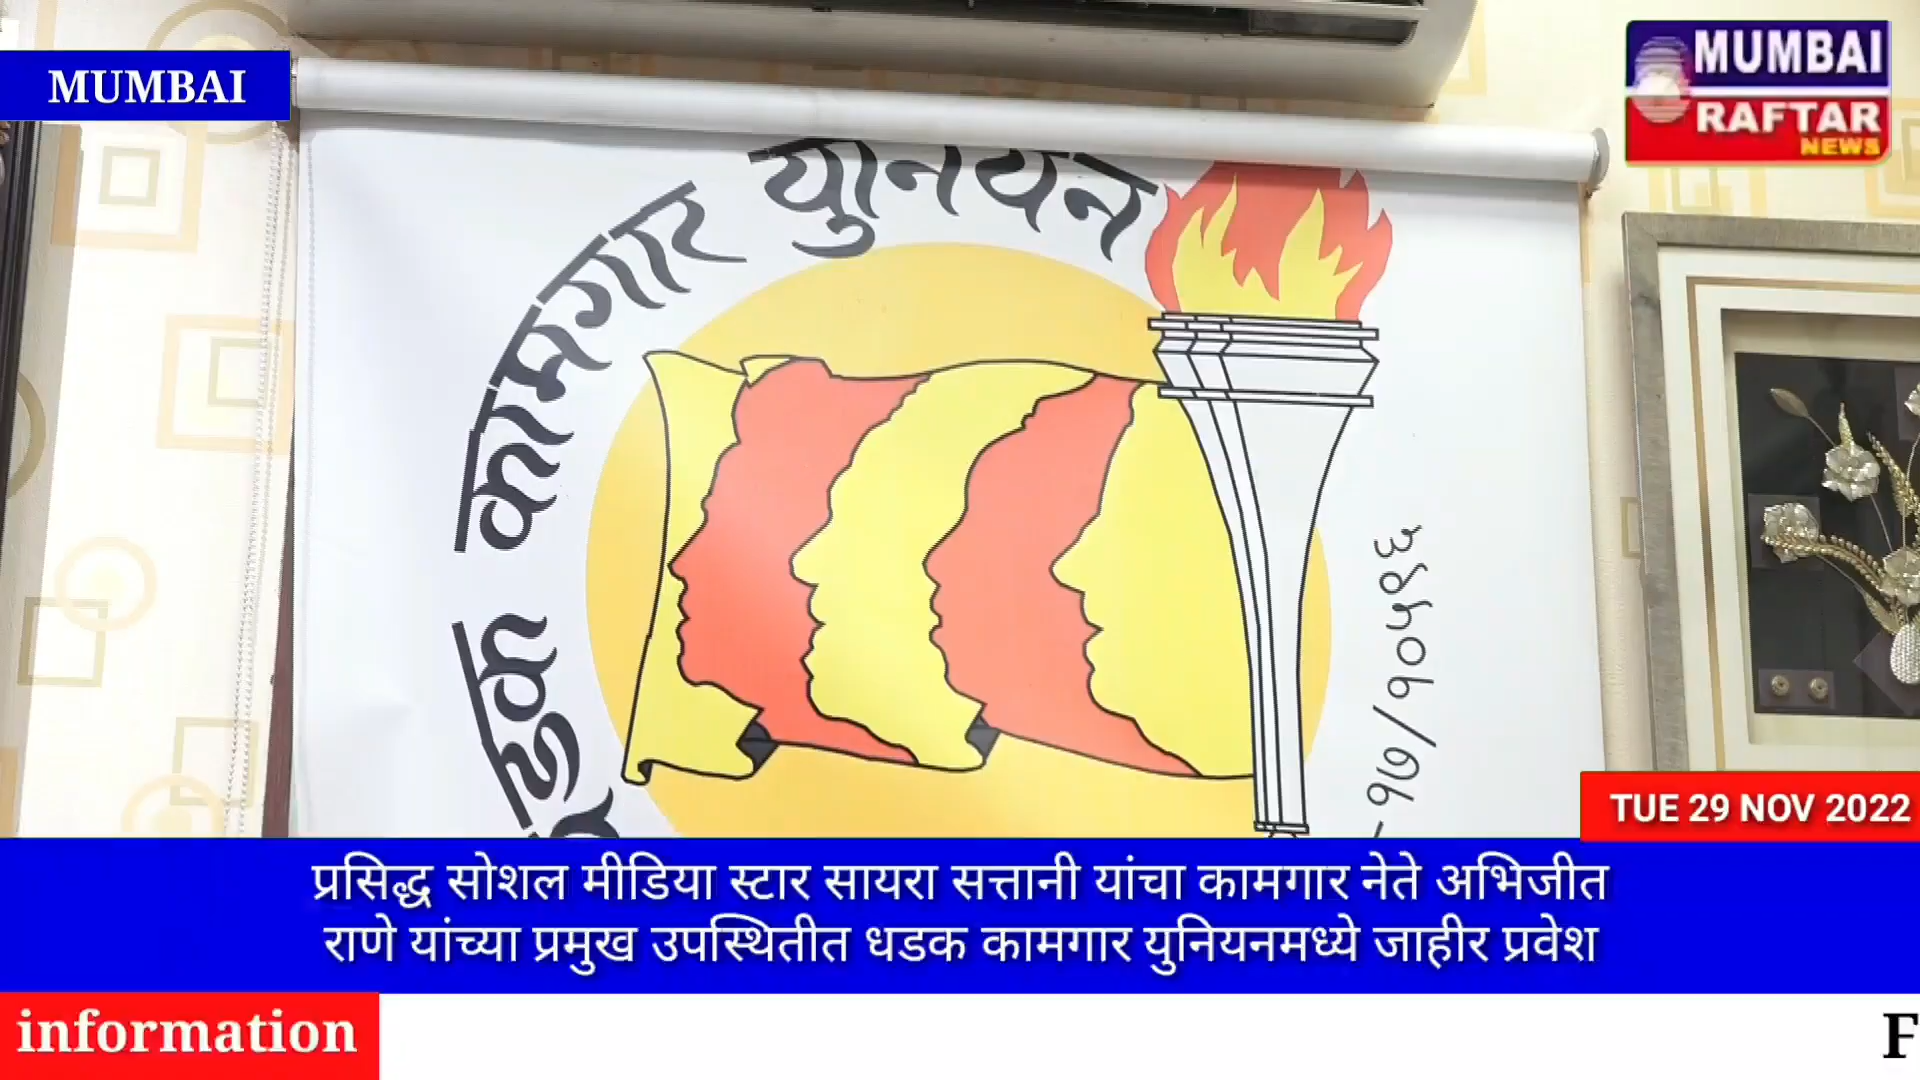 MUMBAI
MUMBAI
RAFTAR
NEWS
कामगार युनियन
TUE 29 NOV 2022
प्रसिद्ध सोशल मीडिया स्टार सायरा सत्तानी यांचा कामगार नेते अभिजीत
राणे यांच्या प्रमुख उपस्थितीत धडक कामगार युनियनमध्ये जाहीर प्रवेश
information
F